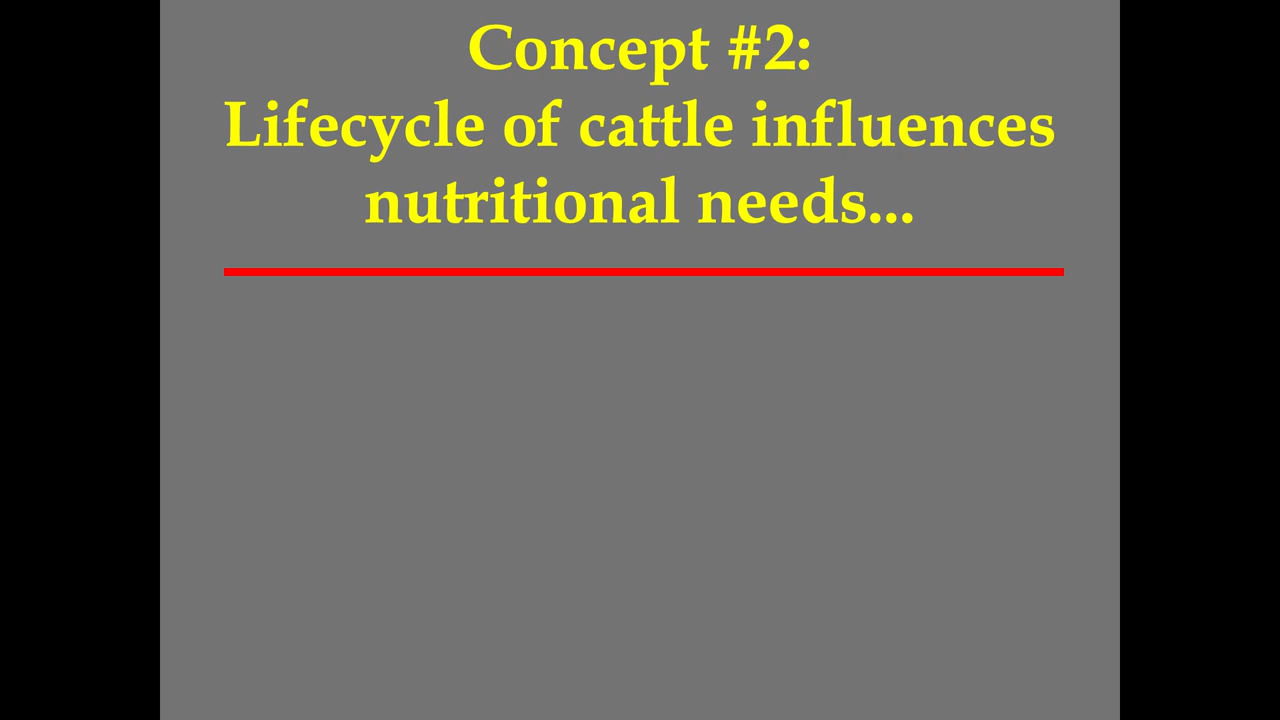 Concept #2:
Lifecycle of cattle influences
nutritional needs...